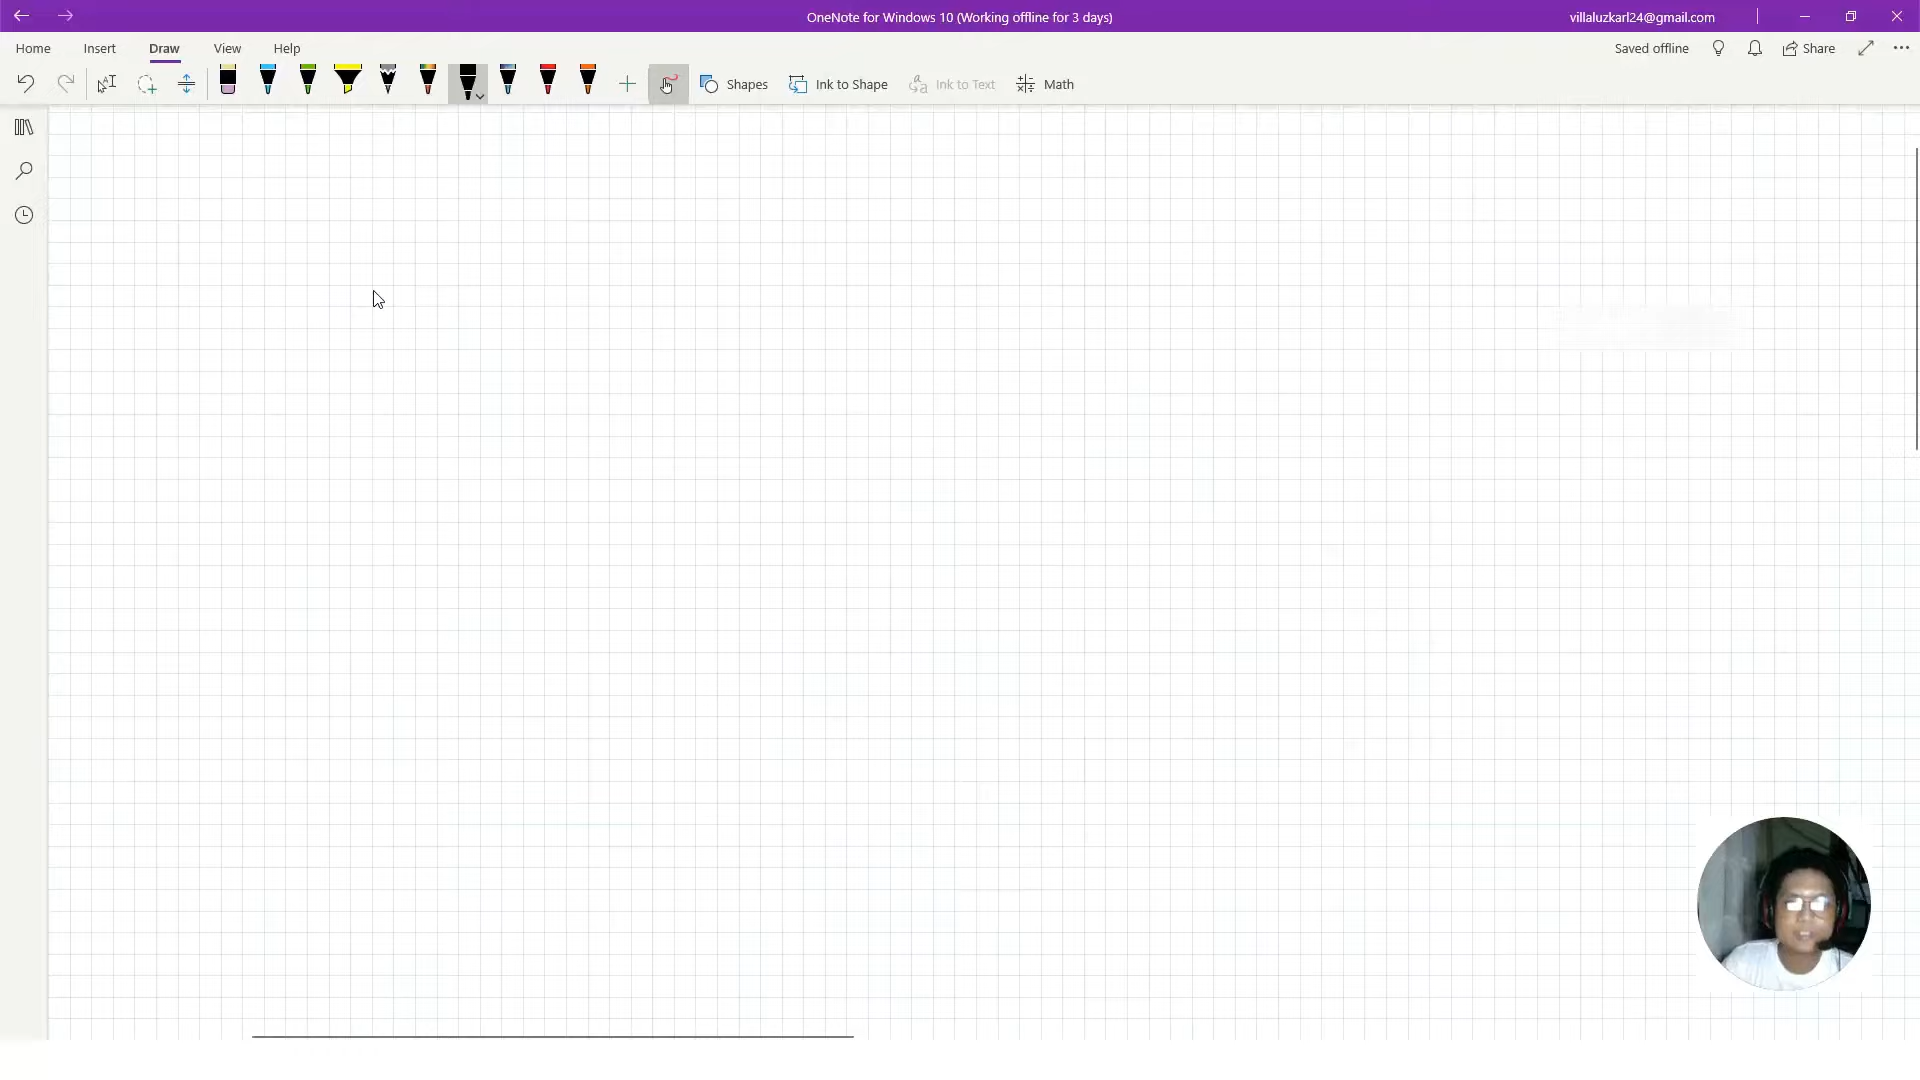 OneNote for Windows 10 (Working offline for 3 days)
villaluzkarl24@gmail.com
Home Insert Draw View Help
Saved offline
Share
Shapes
Ink to Shape
Ink to Text
Math